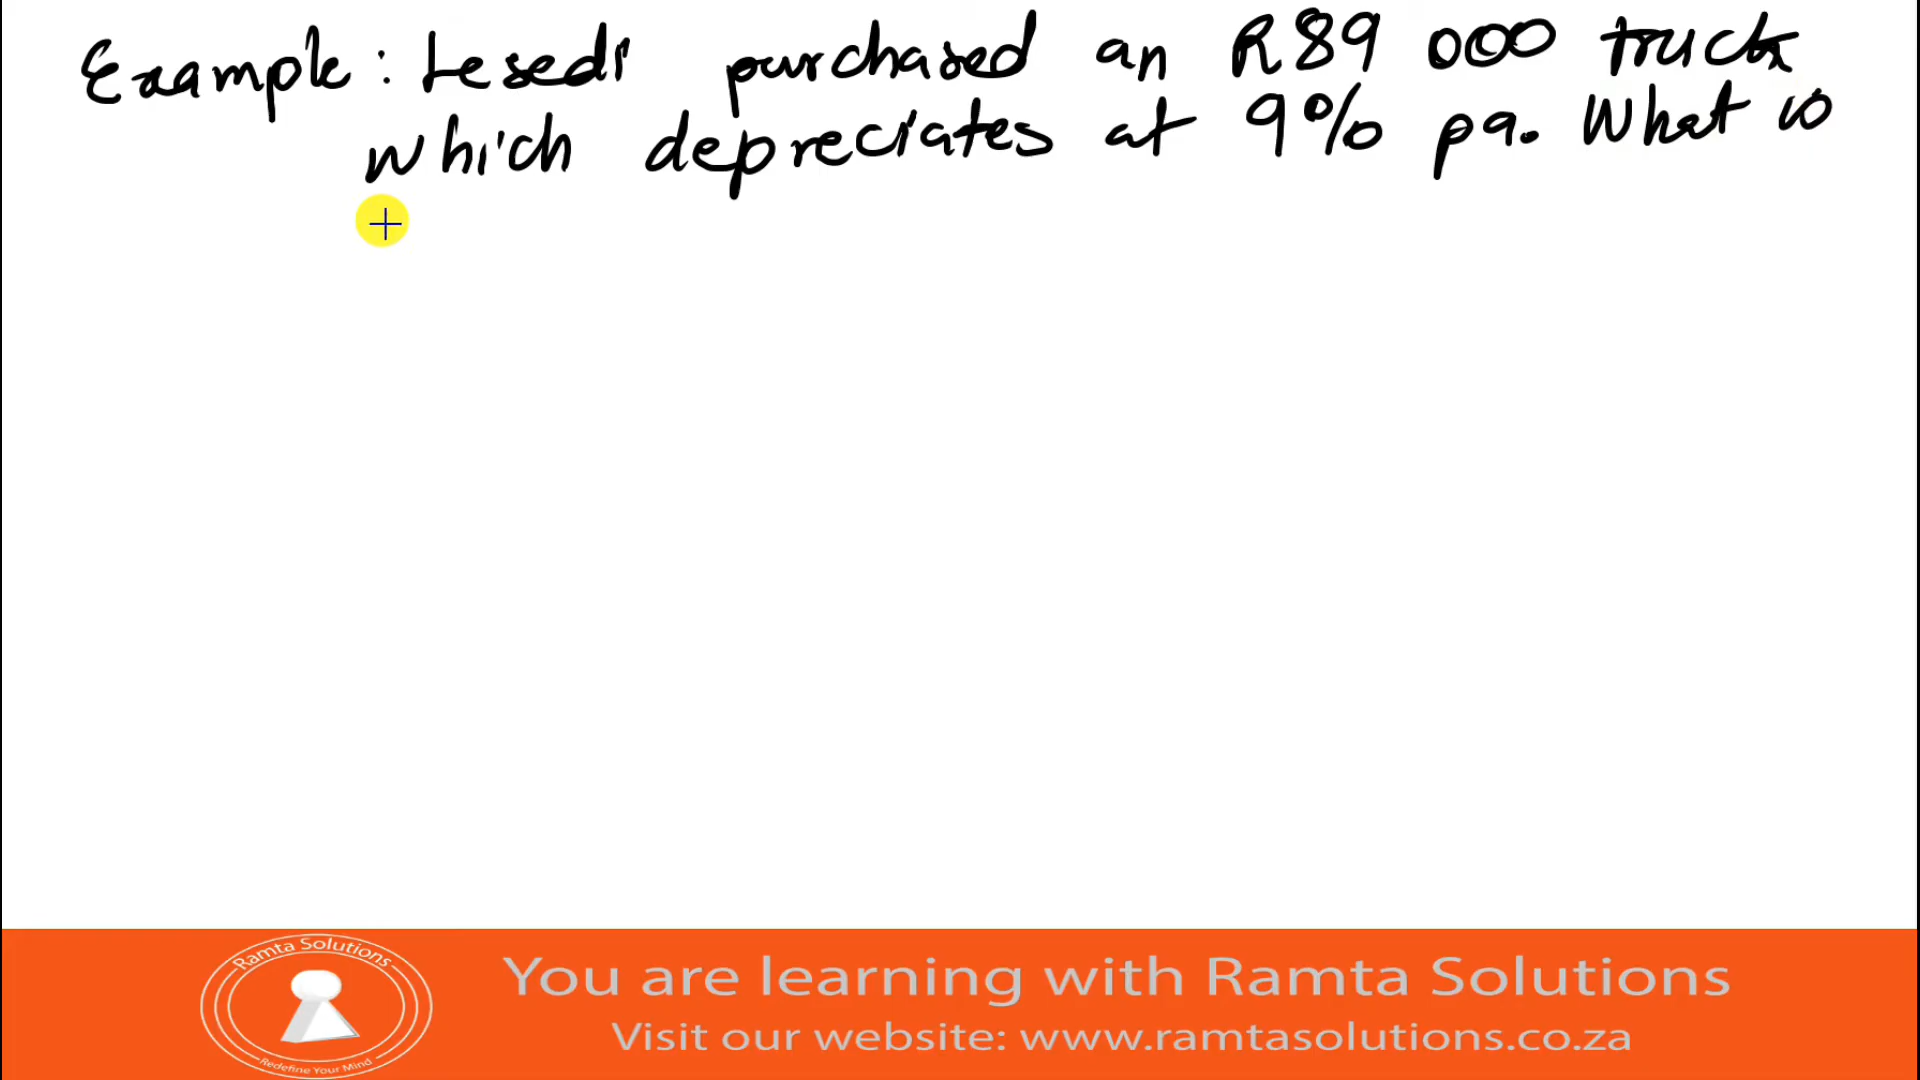 Example: Lesedi purchased an R89 000 truck
which depreciates at 9% pa. What is
Ramta Solutions
Redefine Your Mind
You are learning with Ramta Solutions
Visit our website: www.ramtasolutions.co.za